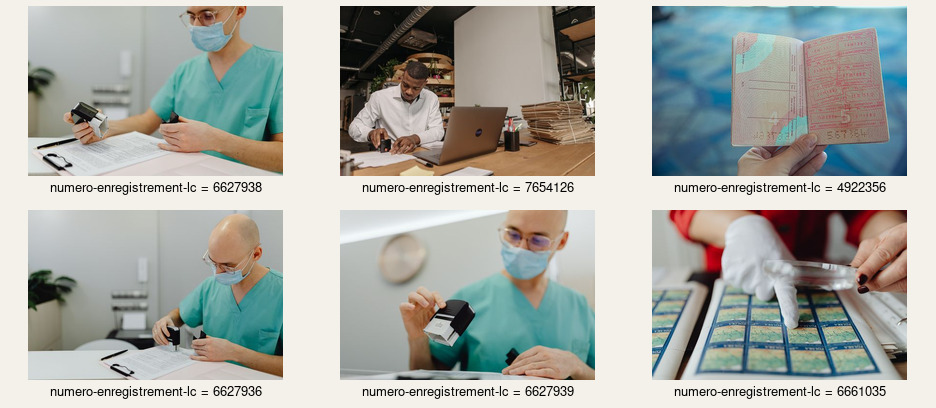 numero-enregistrement-lc = 6627938
numero-enregistrement-lc = 7654126
numero-enregistrement-lc = 4922356
numero-enregistrement-lc = 6627936
numero-enregistrement-lc = 6627939
numero-enregistrement-lc = 6661035